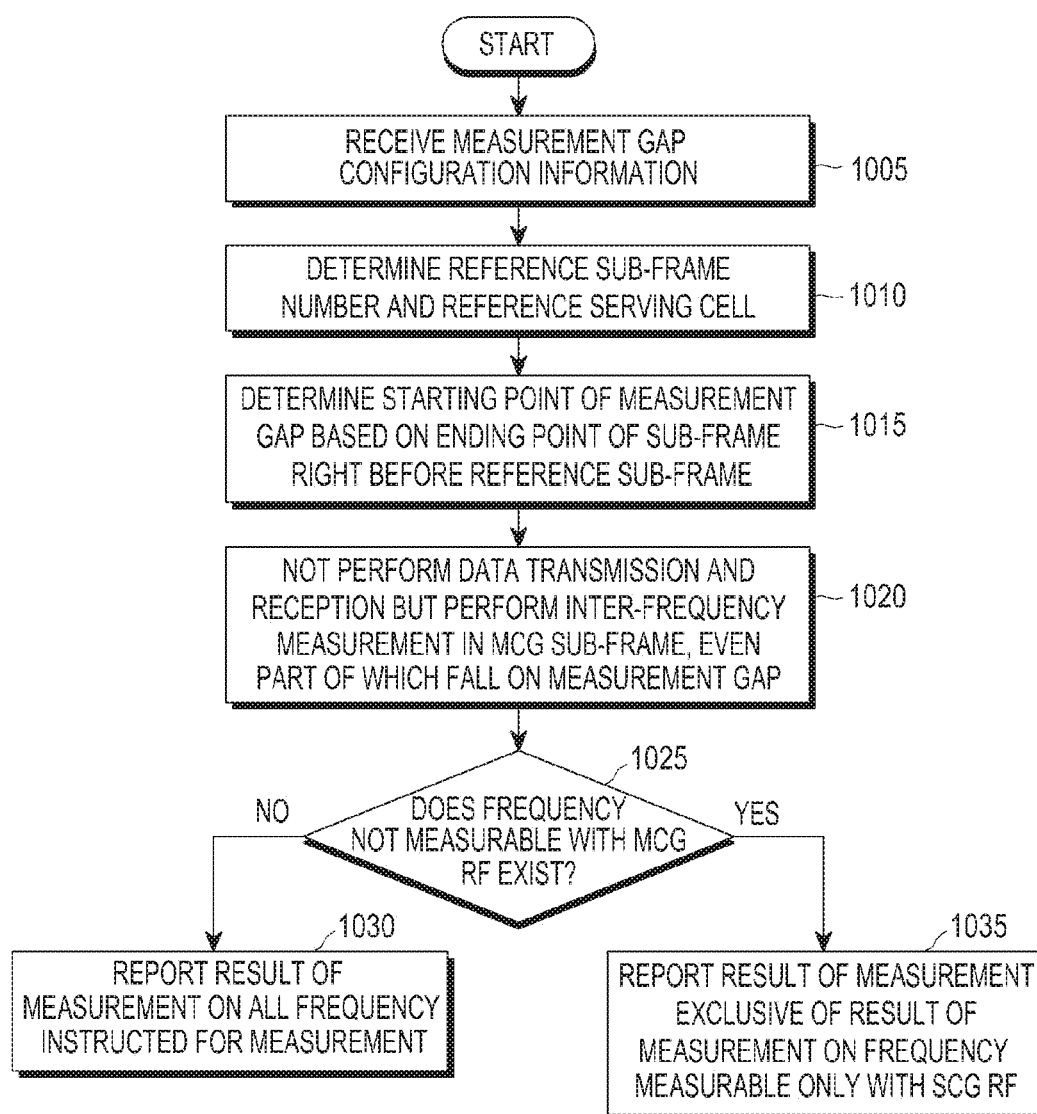 START
RECEIVE MEASUREMENT GAP
CONFIGURATION INFORMATION
1005
DETERMINE REFERENCE SUB-FRAME
NUMBER AND REFERENCE SERVING CELL
1010
DETERMINE STARTING POINT OF MEASUREMENT
GAP BASED ON ENDING POINT OF SUB-FRAME
RIGHT BEFORE REFERENCE SUB-FRAME
1015
NOT PERFORM DATA TRANSMISSION AND
RECEPTION BUT PERFORM INTER-FREQUENCY
MEASUREMENT IN MCG SUB-FRAME, EVEN
PART OF WHICH FALL ON MEASUREMENT GAP
1020
1025
NO
DOES FREQUENCY
NOT MEASURABLE WITH MCG
RF EXIST?
YES
1030
REPORT RESULT OF
MEASUREMENT ON ALL FREQUENCY
INSTRUCTED FOR MEASUREMENT
1035
REPORT RESULT OF MEASUREMENT
EXCLUSIVE OF RESULT OF
MEASUREMENT ON FREQUENCY
MEASURABLE ONLY WITH SCG RF